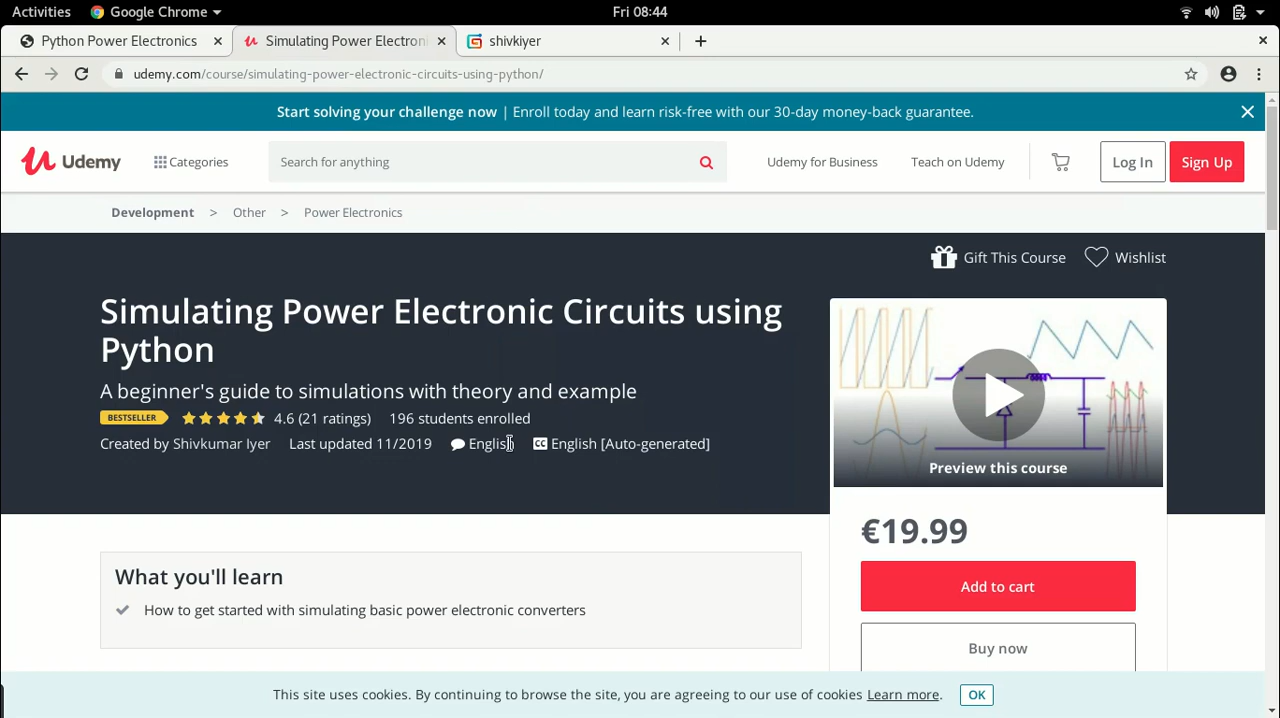 Activities Google Chrome Fri 08:44
Python Power Electronics Simulating Power Electroni shivkiyer
udemy.com/course/simulating-power-electronic-circuits-using-python/
Start solving your challenge now | Enroll today and learn risk-free with our 30-day money-back guarantee.
Udemy Categories Search for anything Udemy for Business Teach on Udemy Log In Sign Up
Development > Other > Power Electronics
Gift This Course Wishlist
Simulating Power Electronic Circuits using
Python
A beginner's guide to simulations with theory and example
BESTSELLER 4.6 (21 ratings) 196 students enrolled
Created by Shivkumar Iyer Last updated 11/2019 English CC English [Auto-generated]
Preview this course
€19.99
Add to cart
Buy now
What you'll learn
How to get started with simulating basic power electronic converters
This site uses cookies. By continuing to browse the site, you are agreeing to our use of cookies Learn more. OK